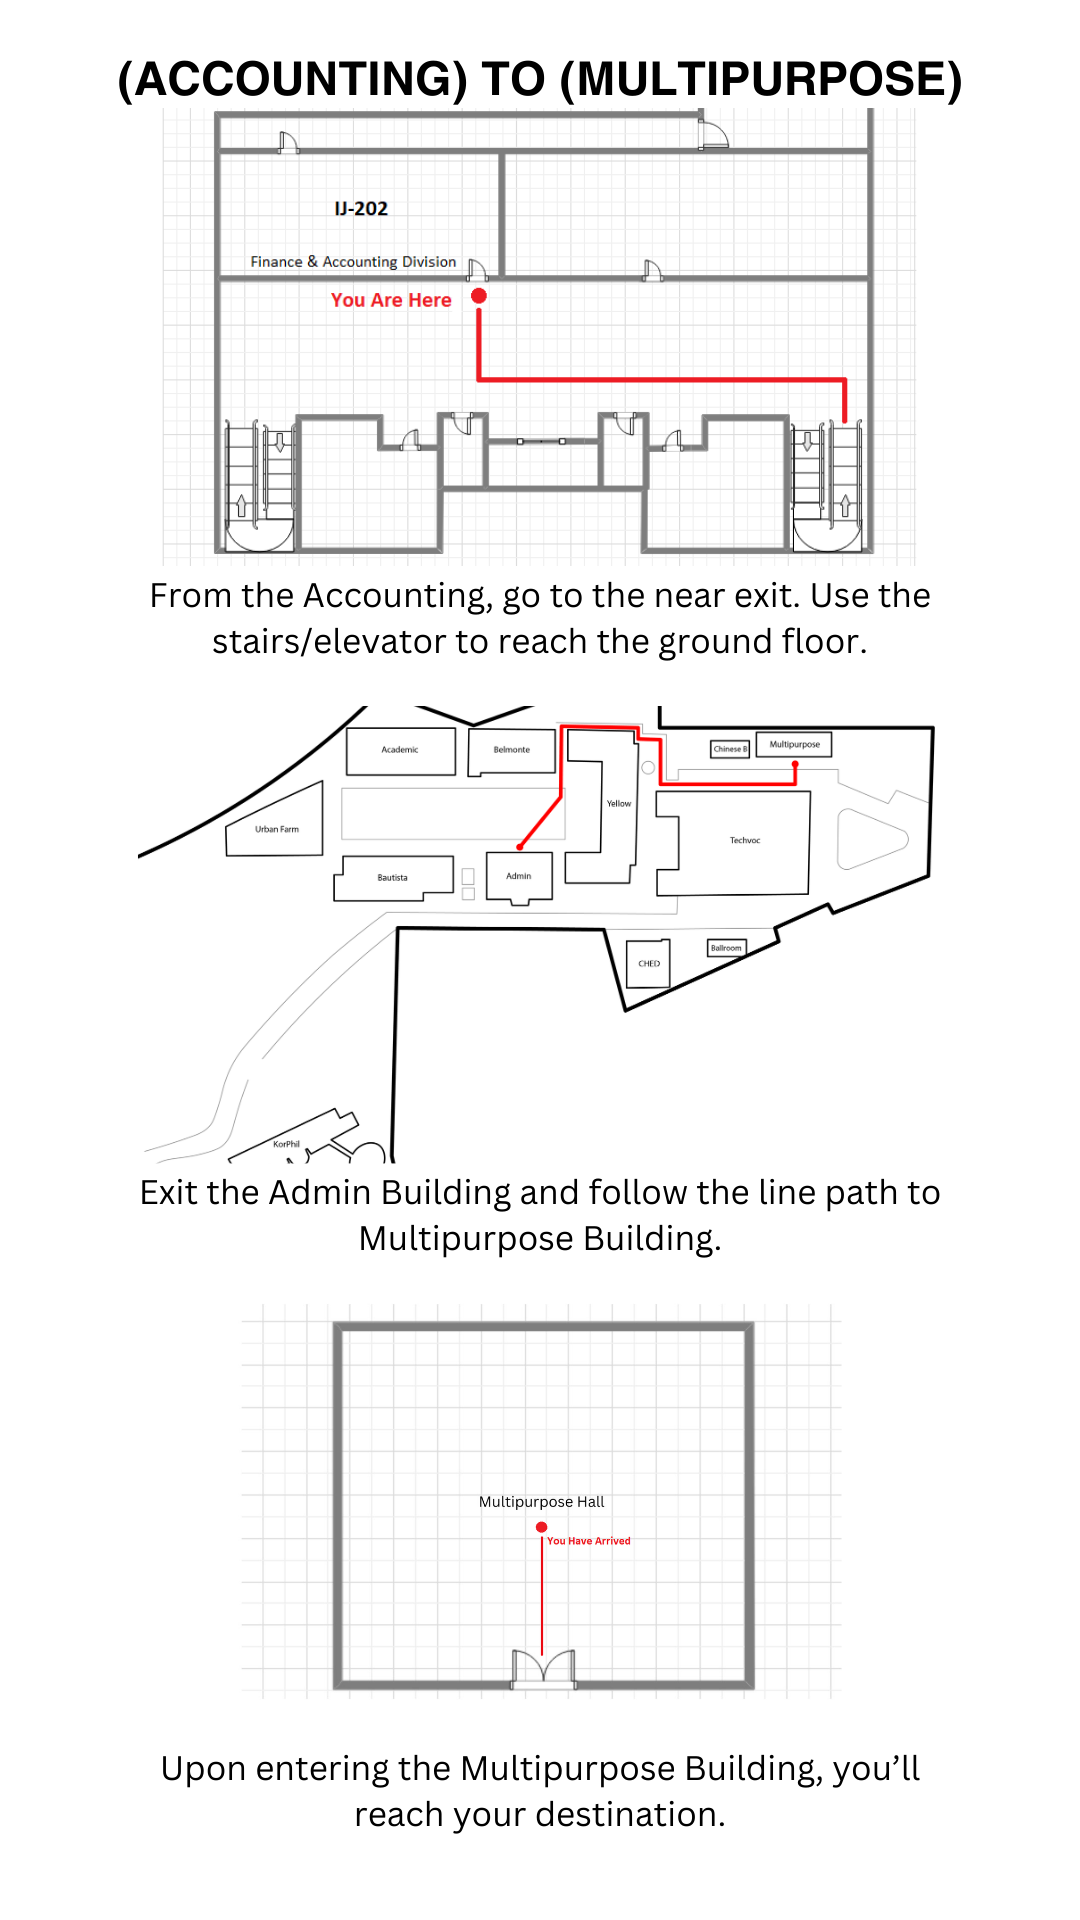 (ACCOUNTING) TO (MULTIPURPOSE)
IJ-202
Finance & Accounting Division
You Are Here
From the Accounting, go to the near exit. Use the
stairs/elevator to reach the ground floor.
Academic
Belmonte
Chinese B
Multipurpose
Yellow
Urban Farm
Techvoc
Bautista
Admin
CHED
Ballroom
KorPhil
Exit the Admin Building and follow the line path to
Multipurpose Building.
Multipurpose Hall
You Have Arrived
Upon entering the Multipurpose Building, you’ll
reach your destination.